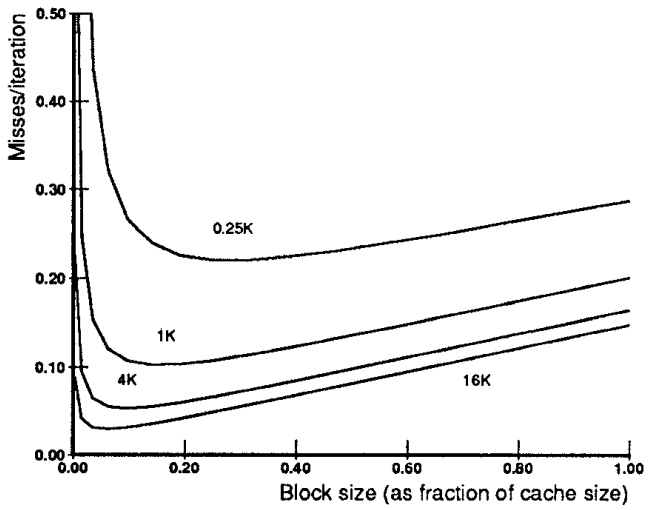 Misses/iteration
0.50
0.40
0.30
0.20
0.10
0.00
0.25K
1K
4K
16K
0.00
0.20
0.40
0.60
0.80
1.00
Block size (as fraction of cache size)